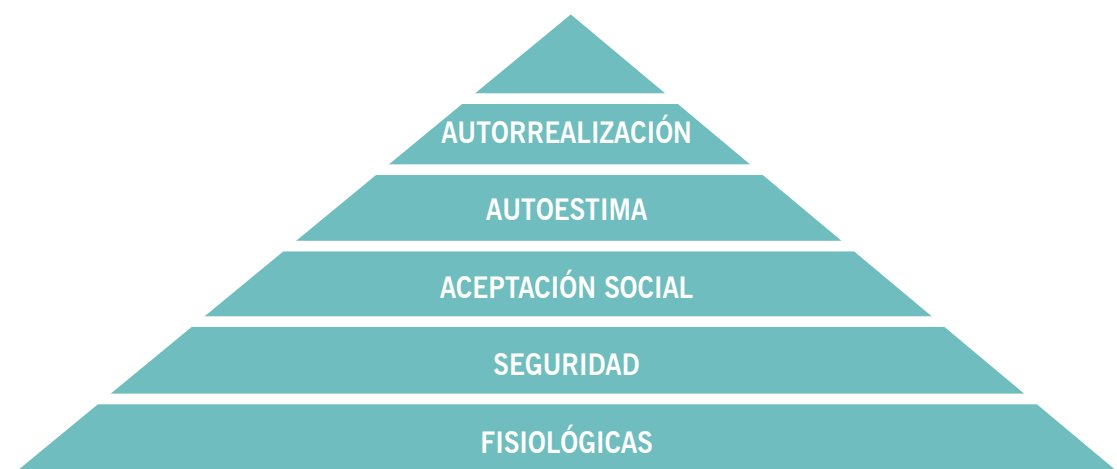 AUTORREALIZACIÓN
AUTOESTIMA
ACEPTACIÓN SOCIAL
SEGURIDAD
FISIOLÓGICAS